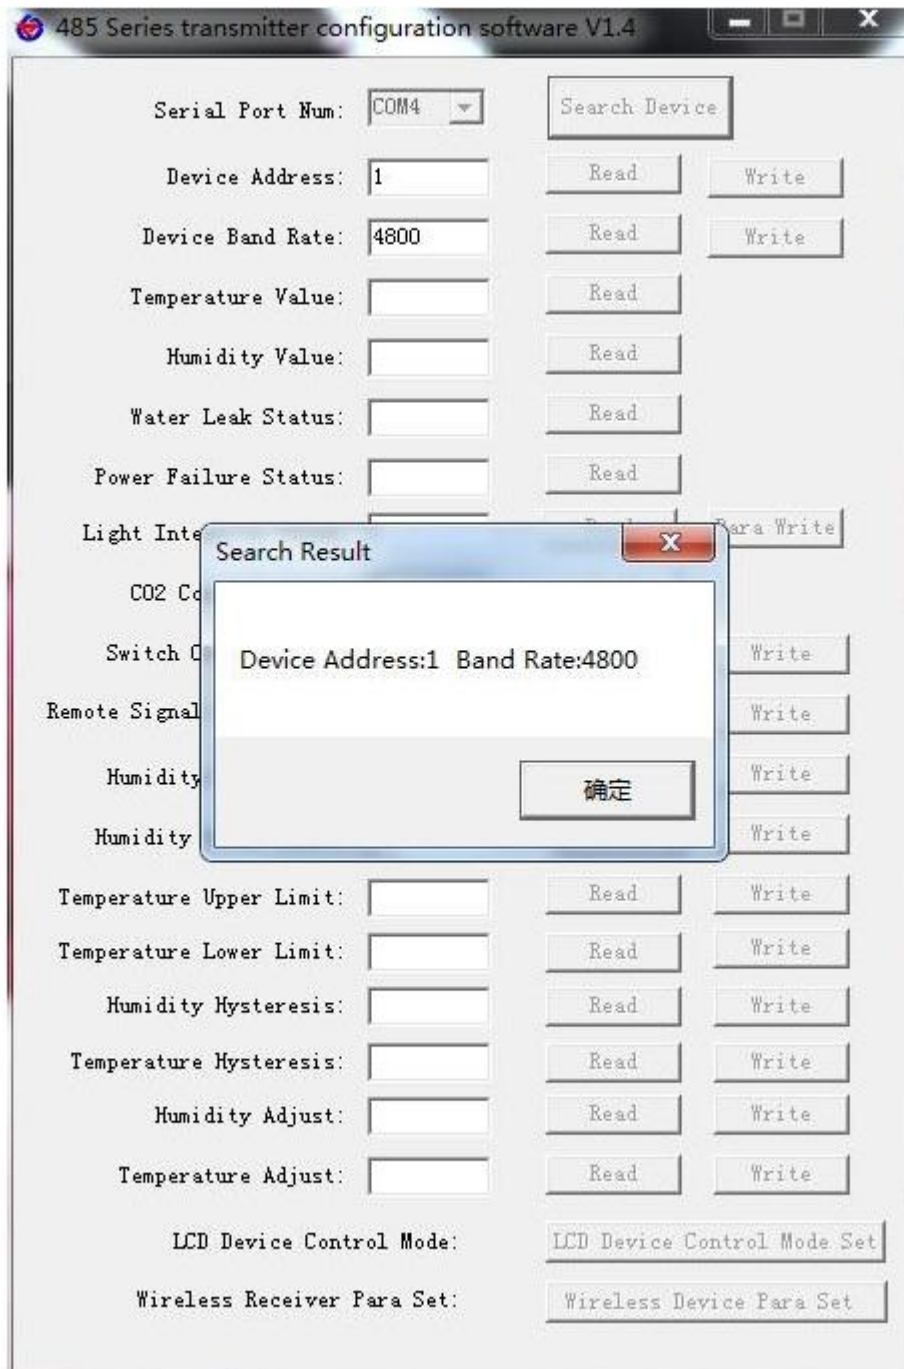 485 Series transmitter configuration software V1.4
Serial Port Num: COM4 Search Device
Device Address: 1 Read Write
Device Band Rate: 4800 Read Write
Temperature Value: Read
Humidity Value: Read
Water Leak Status: Read
Power Failure Status: Read
Light Para Write
Search Result
CO2
Switch Write
Device Address:1 Band Rate:4800
Remote Signal Write
Humidity Write
确定
Humidity Write
Temperature Upper Limit: Read Write
Temperature Lower Limit: Read Write
Humidity Hysteresis: Read Write
Temperature Hysteresis: Read Write
Humidity Adjust: Read Write
Temperature Adjust: Read Write
LCD Device Control Mode: LCD Device Control Mode Set
Wireless Receiver Para Set: Wireless Device Para Set